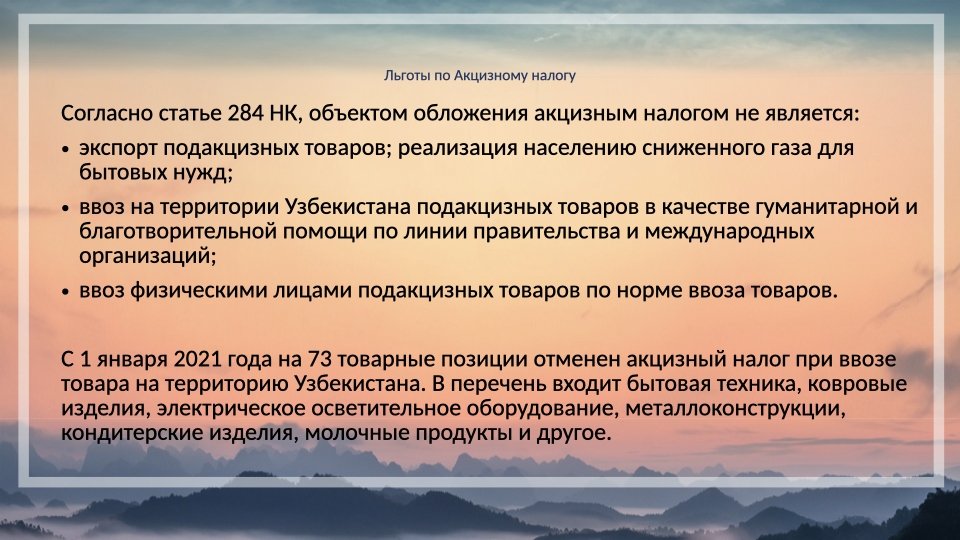 Льготы по Акцизному налогу
Согласно статье 284 НК, объектом обложения акцизным налогом не является:
• экспорт подакцизных товаров; реализация населению сниженного газа для
бытовых нужд;
• ввоз на территории Узбекистана подакцизных товаров в качестве гуманитарной и
благотворительной помощи по линии правительства и международных
организаций;
• ввоз физическими лицами подакцизных товаров по норме ввоза товаров.
С 1 января 2021 года на 73 товарные позиции отменен акцизный налог при ввозе
товара на территорию Узбекистана. В перечень входит бытовая техника, ковровые
изделия, электрическое осветительное оборудование, металлоконструкции,
кондитерские изделия, молочные продукты и другое.